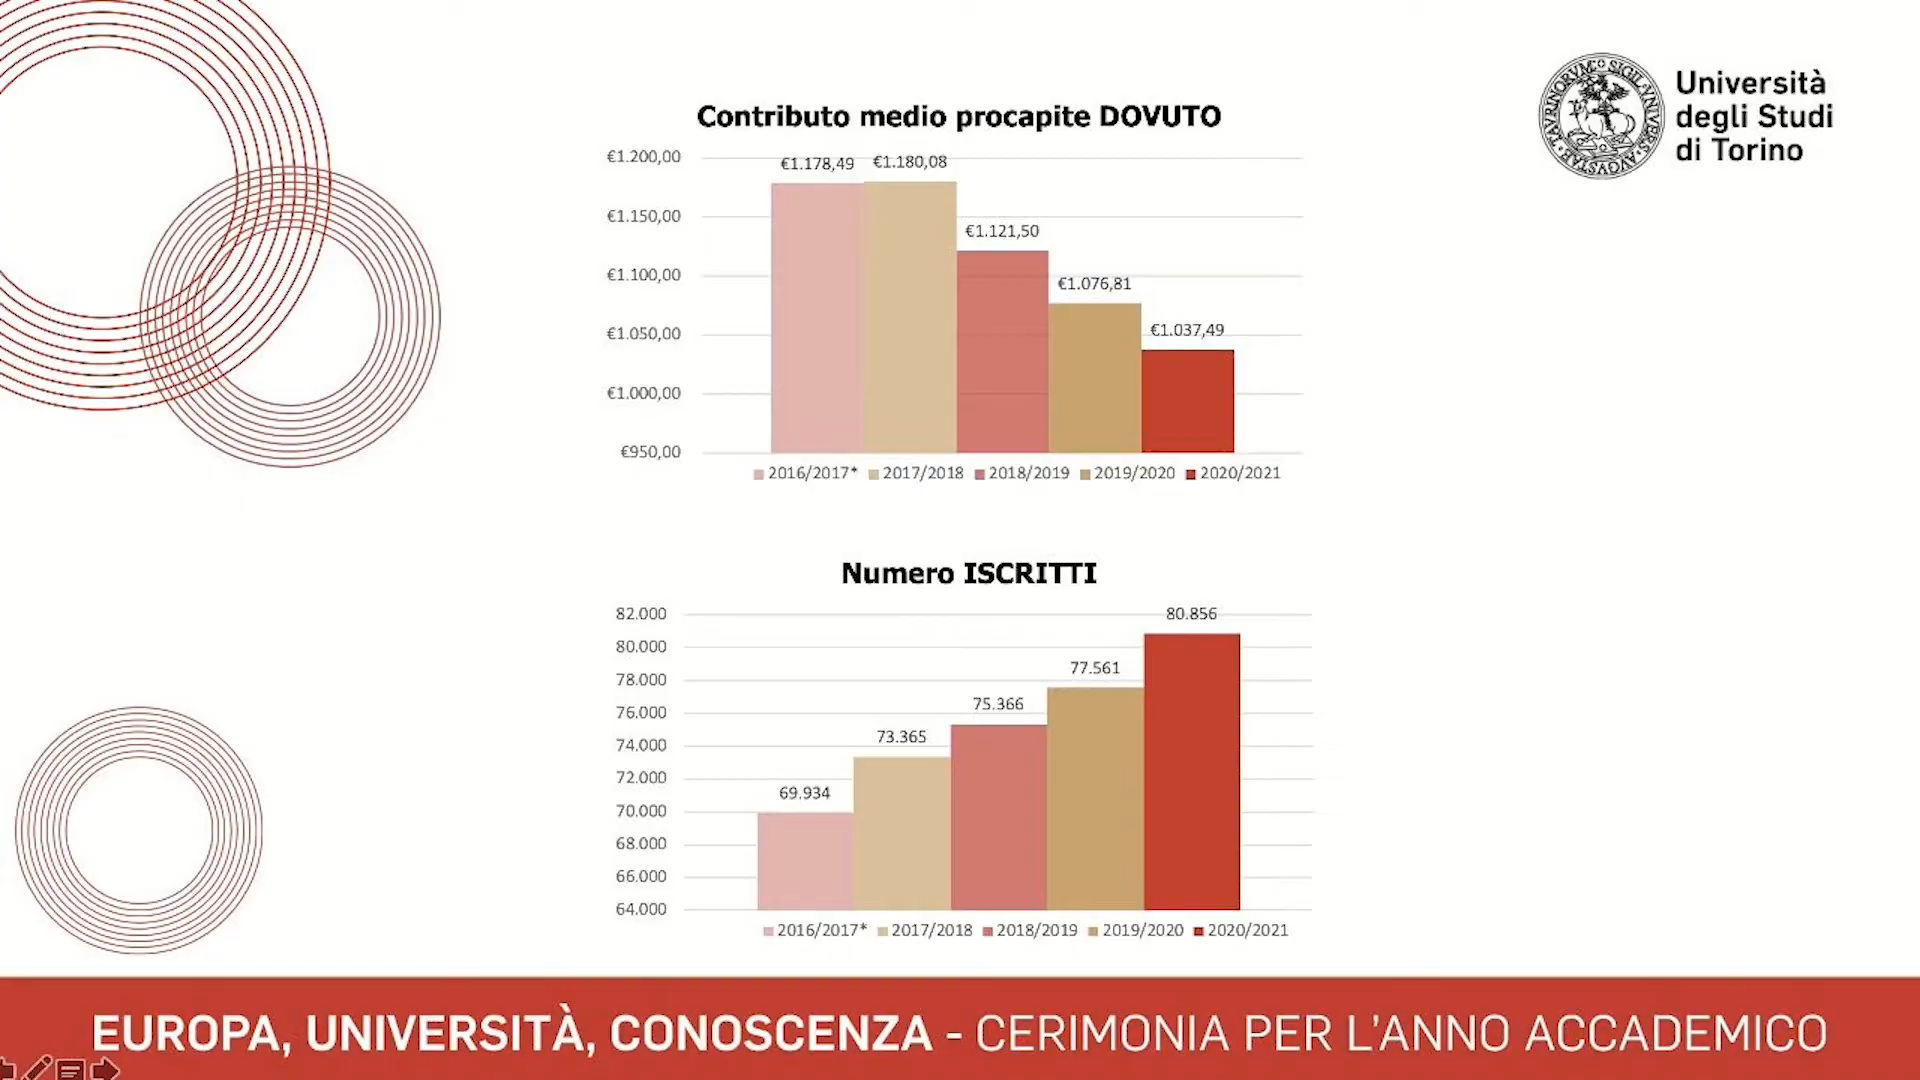 Università
degli Studi
di Torino
SIGILLVM VNIVERS AVGVSTAE TAVRINORVM
Contributo medio procapite DOVUTO
€1.200,00
€1.150,00
€1.100,00
€1.050,00
€1.000,00
€950,00
€1.178,49
€1.180,08
€1.121,50
€1.076,81
€1.037,49
2016/2017* 2017/2018 2018/2019 2019/2020 2020/2021
Numero ISCRITTI
82.000
80.000
78.000
76.000
74.000
72.000
70.000
68.000
66.000
64.000
69.934
73.365
75.366
77.561
80.856
2016/2017* 2017/2018 2018/2019 2019/2020 2020/2021
EUROPA, UNIVERSITÀ, CONOSCENZA - CERIMONIA PER L'ANNO ACCADEMICO